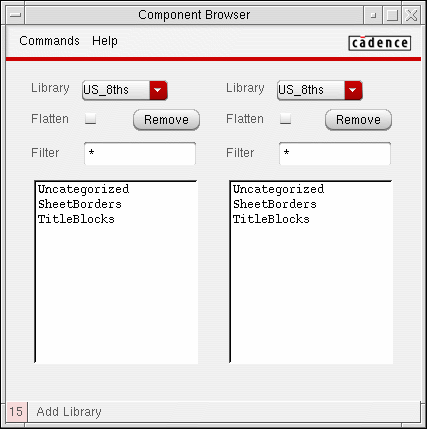 Component Browser
Commands Help cādence
Library US_8ths Library US_8ths
Flatten Remove Flatten Remove
Filter * Filter *
Uncategorized Uncategorized
SheetBorders SheetBorders
TitleBlocks TitleBlocks
15 Add Library